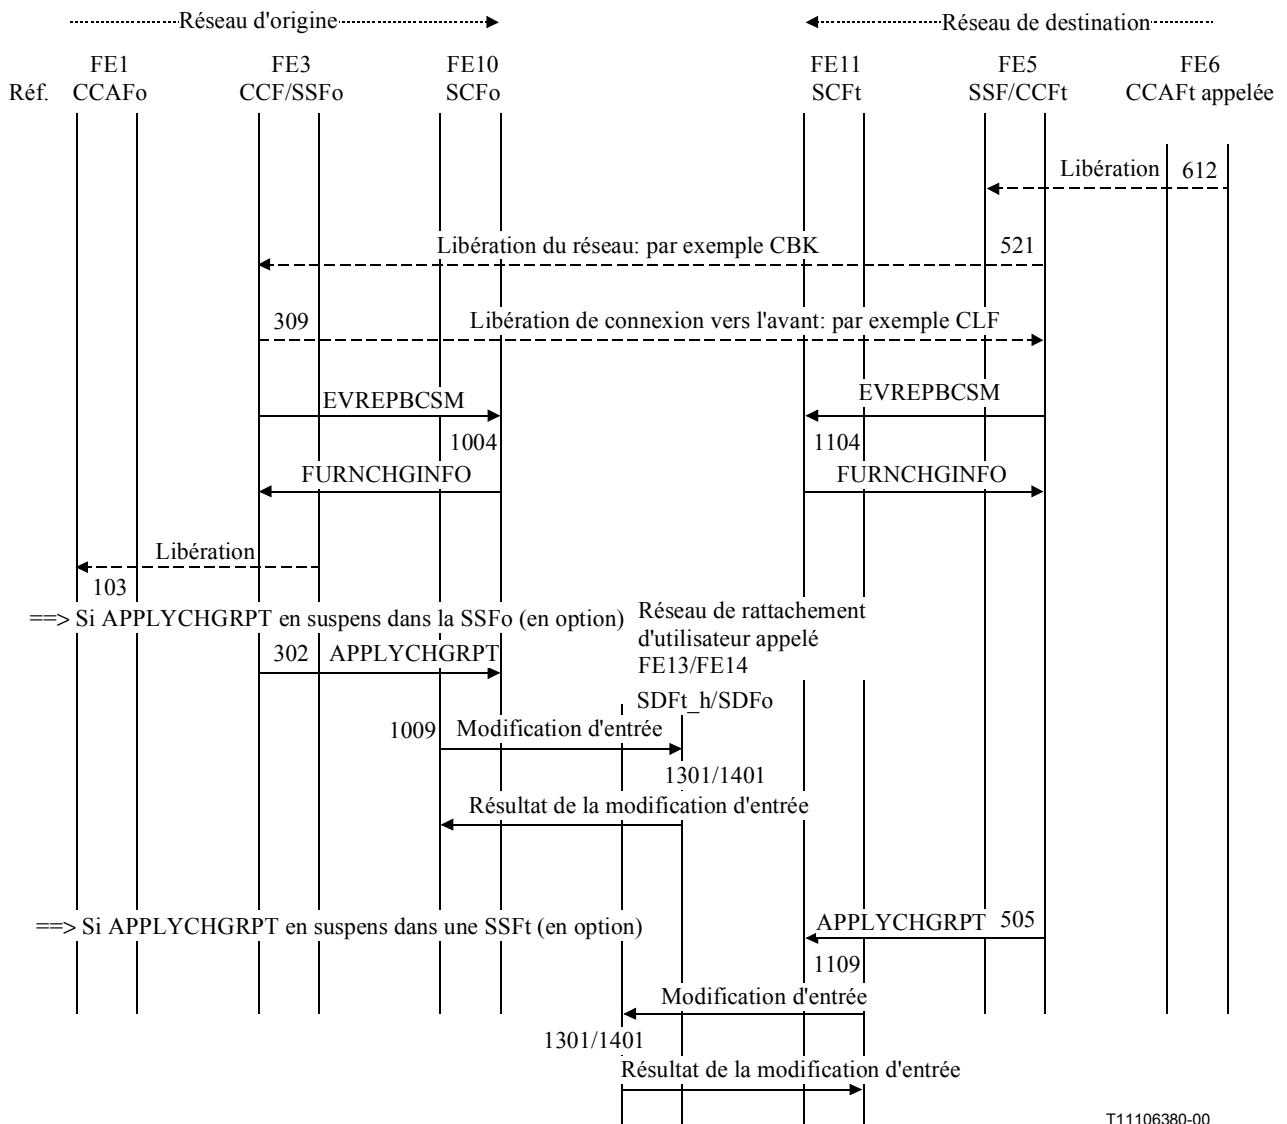 Réseau d'origine
Réseau de destination
FE1 FE3 FE10 FE11 FE5 FE6
Réf. CCAFo CCF/SSFo SCFo SCFt SSF/CCFt CCAFt appelée
Libération 612
Libération du réseau: par exemple CBK 521
309 Libération de connexion vers l'avant: par exemple CLF
EVREPBCSM EVREPBCSM
1004 1104
FURNCHGINFO FURNCHGINFO
Libération
103
==> Si APPLYCHGRPT en suspens dans la SSFo (en option)
Réseau de rattachement
d'utilisateur appelé
FE13/FE14
302 APPLYCHGRPT
SDFt_h/SDFo
1009 Modification d'entrée
1301/1401
Résultat de la modification d'entrée
==> Si APPLYCHGRPT en suspens dans une SSFt (en option)
APPLYCHGRPT 505
1109
Modification d'entrée
1301/1401
Résultat de la modification d'entrée
T11106380-00